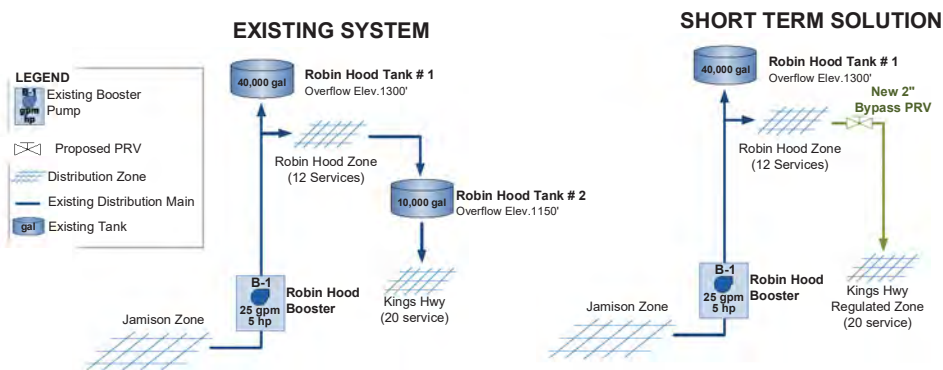 EXISTING SYSTEM
LEGEND
B-1
gpm
hp
Existing Booster
Pump
Proposed PRV
Distribution Zone
Existing Distribution Main
gal
Existing Tank
40,000 gal
Robin Hood Tank # 1
Overflow Elev.1300'
Robin Hood Zone
(12 Services)
10,000 gal
Robin Hood Tank # 2
Overflow Elev.1150'
B-1
25 gpm
5 hp
Robin Hood
Booster
Kings Hwy
(20 service)
Jamison Zone
SHORT TERM SOLUTION
40,000 gal
Robin Hood Tank # 1
Overflow Elev.1300'
New 2"
Bypass PRV
Robin Hood Zone
(12 Services)
B-1
25 gpm
5 hp
Robin Hood
Booster
Kings Hwy
Regulated Zone
(20 service)
Jamison Zone